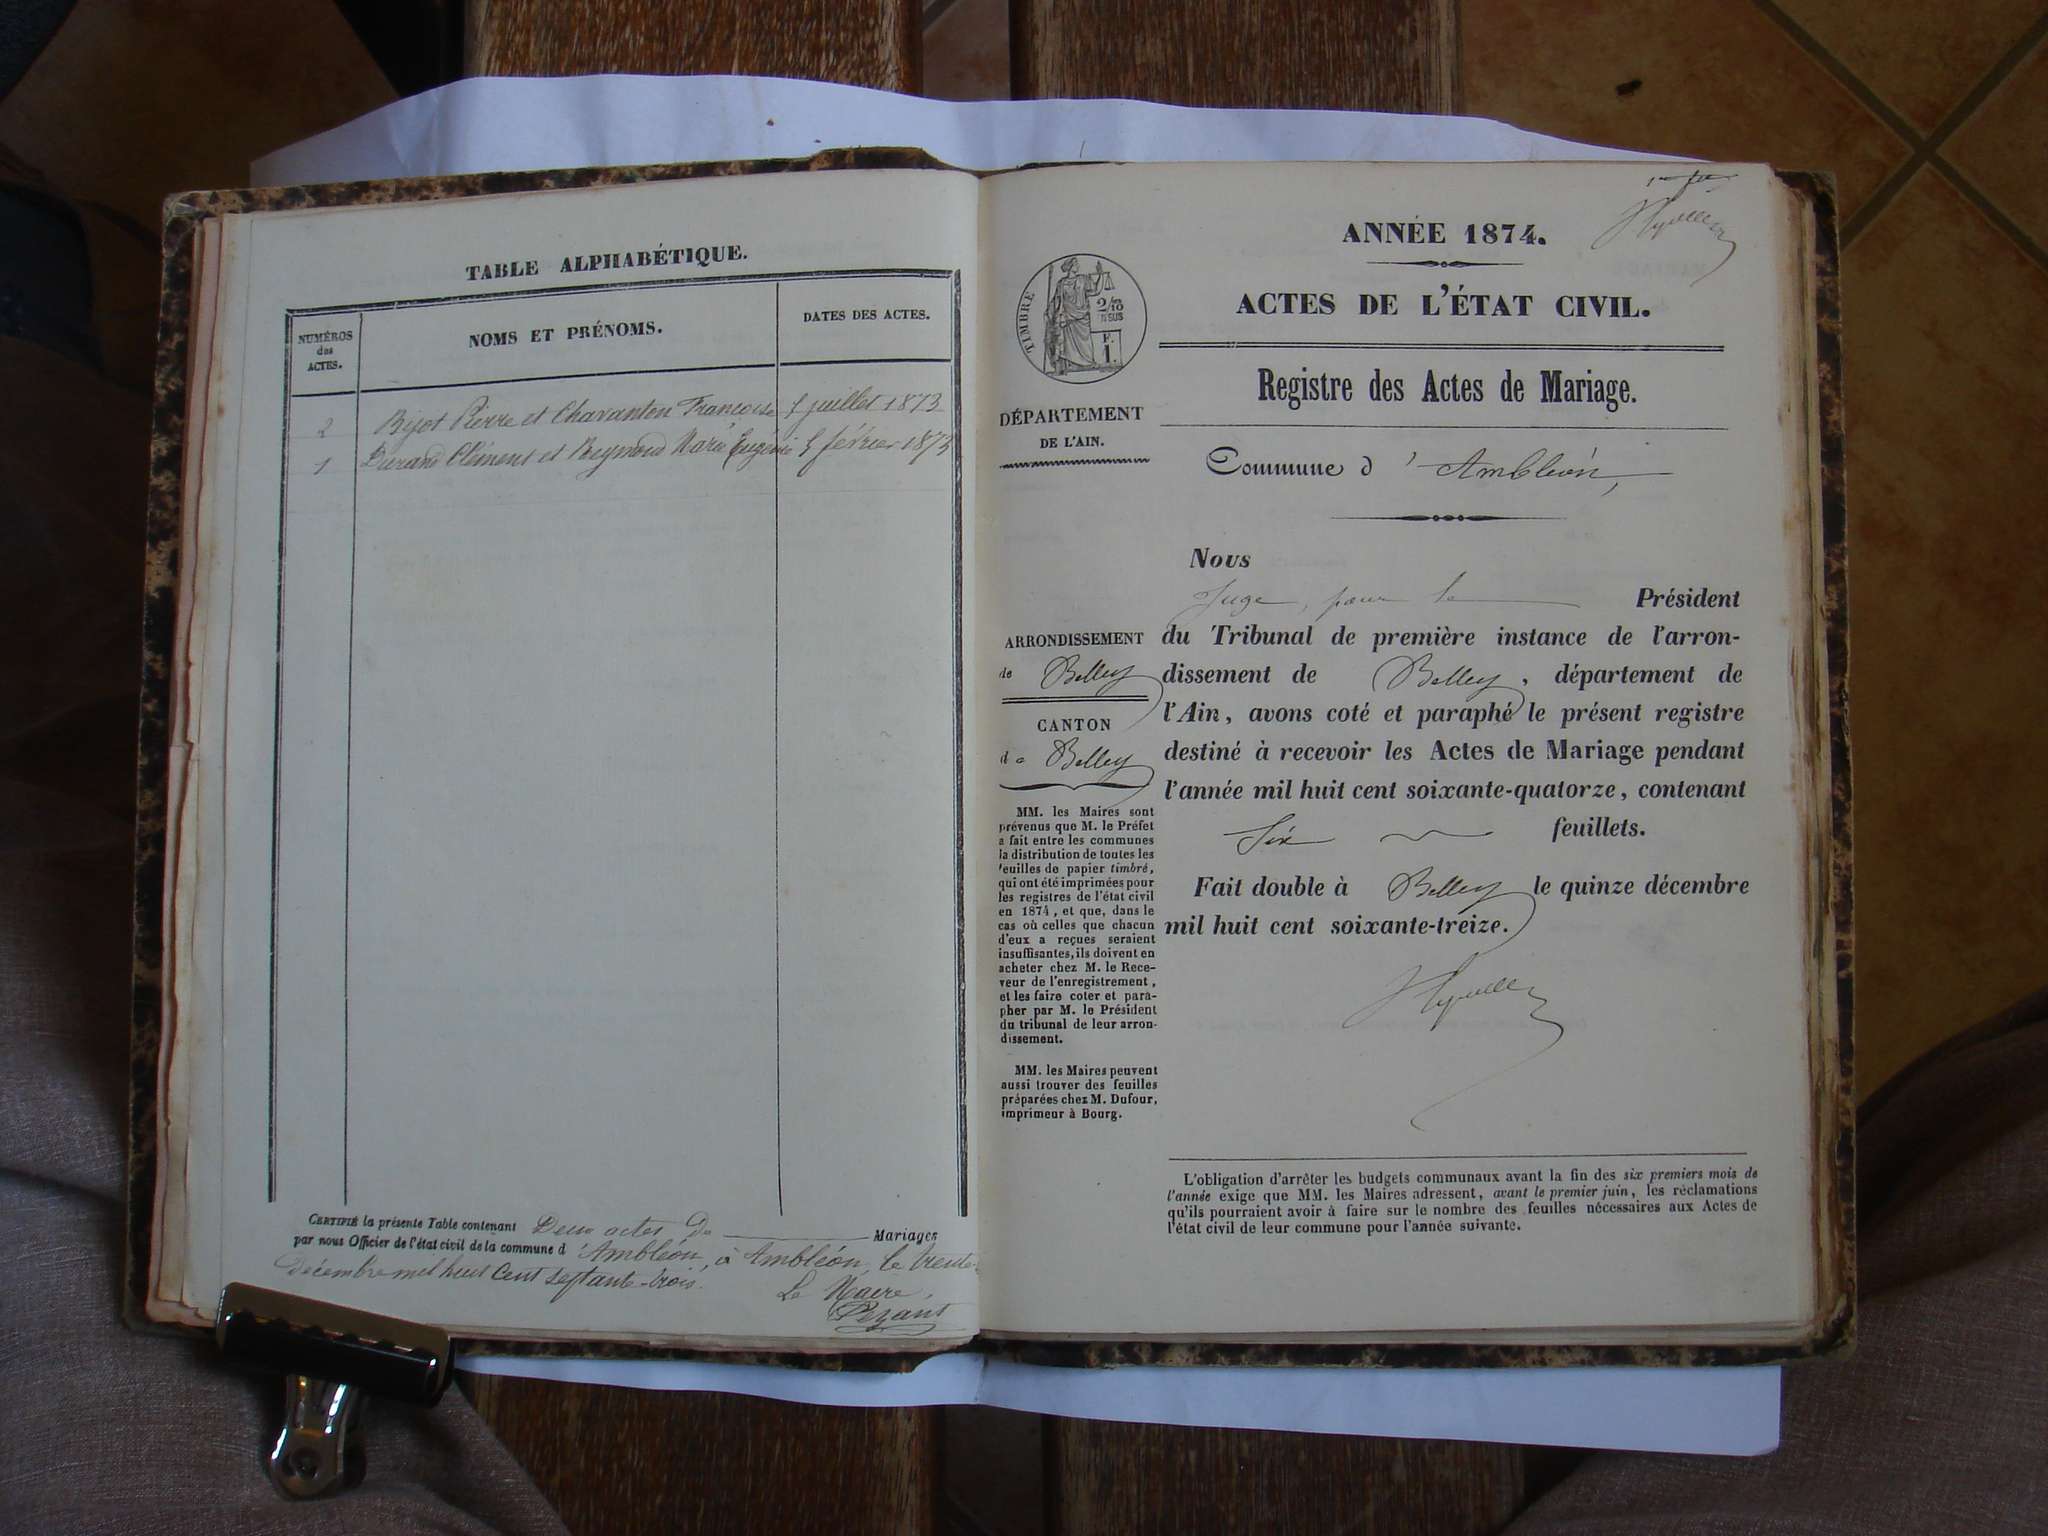 TABLE ALPHABÉTIQUE.
NUMÉROS
des
ACTES.
NOMS ET PRÉNOMS.
DATES DES ACTES.
2 Bijot Pierre et Chavanton Françoise juillet 1873
1 Durand Clément et Reymond Marie Eugénie 5 février 1873
CERTIFIÉ la présente Table contenant Deux actes de Mariages
par nous Officier de l'état civil de la commune d'Ambléon, à Ambléon, le trente
décembre mil huit cent septante-trois.
Le Maire,
Pezant
ANNÉE 1874.
ACTES DE L'ÉTAT CIVIL.
TIMBRE
2/10
EN SUS
F.
1.
Registre des Actes de Mariage.
DÉPARTEMENT
DE L'AIN.
Commune d'Ambléon,
ARRONDISSEMENT
de Belley
CANTON
de Belley
MM. les Maires sont
prévenus que M. le Préfet
a fait entre les communes
la distribution de toutes les
feuilles de papier timbré,
qui ont été imprimées pour
les registres de l'état civil
en 1874, et que, dans le
cas où celles que chacun
d'eux a reçues seraient
insuffisantes, ils doivent en
acheter chez M. le Rece-
veur de l'enregistrement,
et les faire coter et para-
pher par M. le Président
du tribunal de leur arron-
dissement.
MM. les Maires peuvent
aussi trouver des feuilles
préparées chez M. Dufour,
imprimeur à Bourg.
Nous
Juge, pour le Président
du Tribunal de première instance de l'arron-
dissement de Belley, département de
l'Ain, avons coté et paraphé le présent registre
destiné à recevoir les Actes de Mariage pendant
l'année mil huit cent soixante-quatorze, contenant
Six feuillets.
Fait double à Belley le quinze décembre
mil huit cent soixante-treize.
L'obligation d'arrêter les budgets communaux avant la fin des six premiers mois de
l'année exige que MM. les Maires adressent, avant le premier juin, les réclamations
qu'ils pourraient avoir à faire sur le nombre des feuilles nécessaires aux Actes de
l'état civil de leur commune pour l'année suivante.